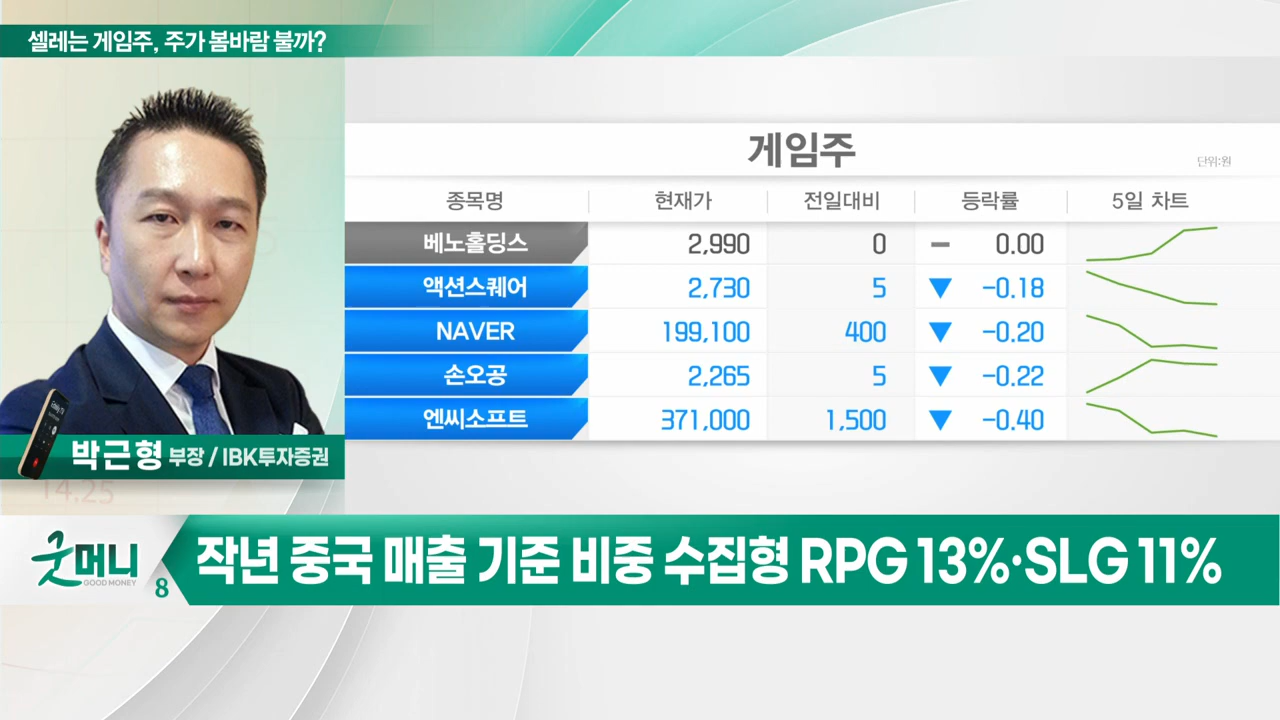 셀레는 게임주, 주가 봄바람 불까?
게임주
단위:원
종목명 현재가 전일대비 등락률 5일 차트
베노홀딩스 2,990 0 − 0.00
액션스퀘어 2,730 5 ▼ -0.18
NAVER 199,100 400 ▼ -0.20
손오공 2,265 5 ▼ -0.22
엔씨소프트 371,000 1,500 ▼ -0.40
박근형 부장 / IBK투자증권
14.25
굿머니
GOOD MONEY
8
작년 중국 매출 기준 비중 수집형 RPG 13%·SLG 11%